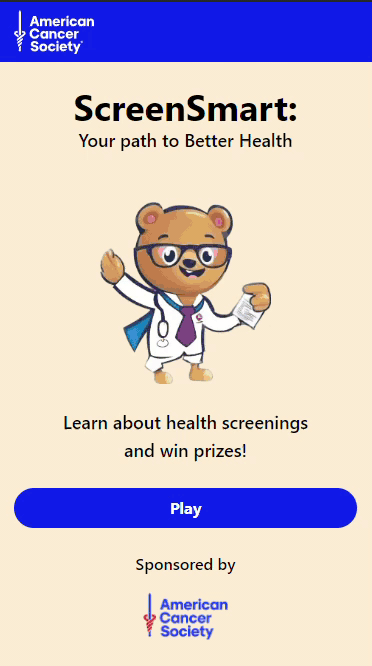 American
Cancer
Society
ScreenSmart:
Your path to Better Health
Learn about health screenings
and win prizes!
Play
Sponsored by
American
Cancer
Society